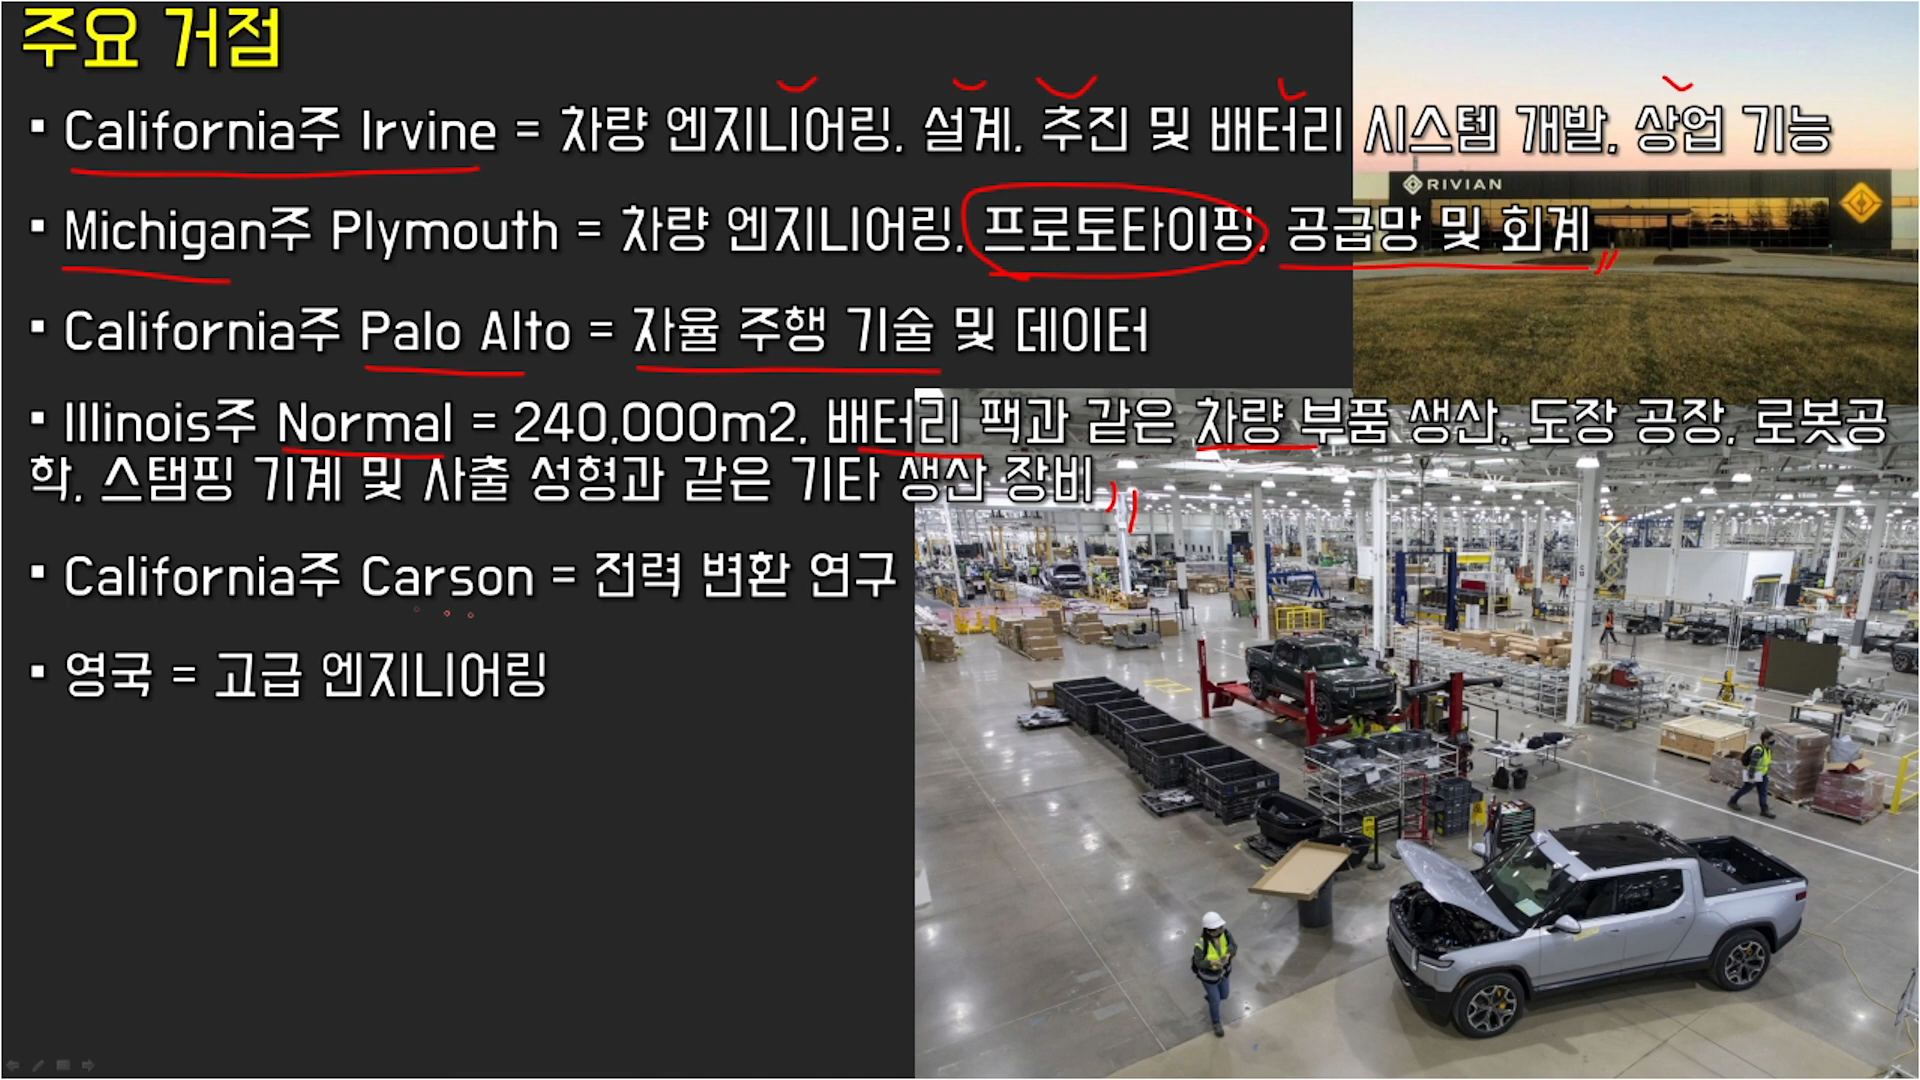 주요 거점
▪ California주 Irvine = 차량 엔지니어링, 설계, 추진 및 배터리 시스템 개발, 상업 기능
RIVIAN
▪ Michigan주 Plymouth = 차량 엔지니어링, 프로토타이핑, 공급망 및 회계
▪ California주 Palo Alto = 자율 주행 기술 및 데이터
▪ Illinois주 Normal = 240,000m2, 배터리 팩과 같은 차량 부품 생산, 도장 공장, 로봇공
학, 스탬핑 기계 및 사출 성형과 같은 기타 생산 장비
▪ California주 Carson = 전력 변환 연구
▪ 영국 = 고급 엔지니어링